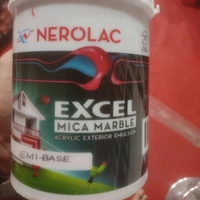 NEROLAC
EXCEL
MICA MARBLE
ACRYLIC EXTERIOR EMULSION
EMI-BASE